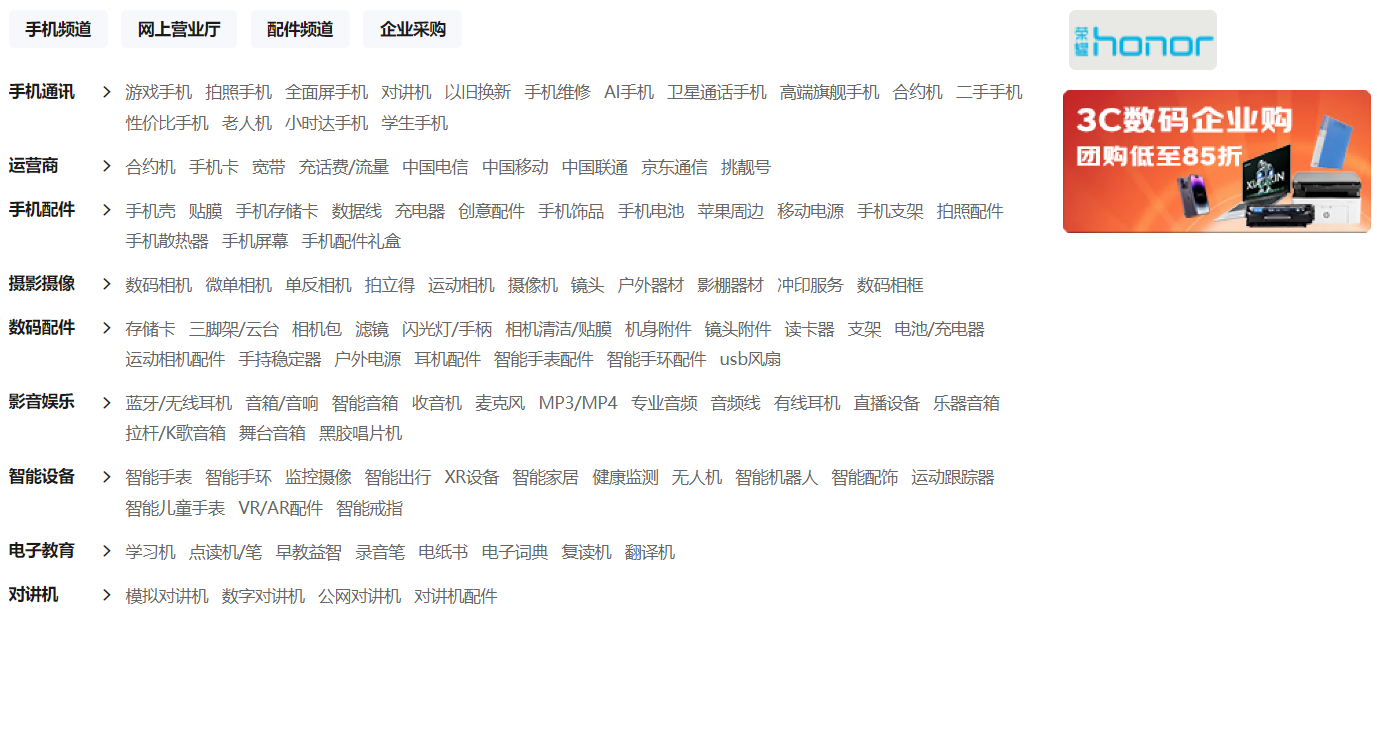 手机频道 网上营业厅 配件频道 企业采购
荣耀 honor
3C数码企业购
团购低至85折
手机通讯 > 游戏手机 拍照手机 全面屏手机 对讲机 以旧换新 手机维修 AI手机 卫星通话手机 高端旗舰手机 合约机 二手手机
性价比手机 老人机 小时达手机 学生手机
运营商 > 合约机 手机卡 宽带 充话费/流量 中国电信 中国移动 中国联通 京东通信 挑靓号
手机配件 > 手机壳 贴膜 手机存储卡 数据线 充电器 创意配件 手机饰品 手机电池 苹果周边 移动电源 手机支架 拍照配件
手机散热器 手机屏幕 手机配件礼盒
摄影摄像 > 数码相机 微单相机 单反相机 拍立得 运动相机 摄像机 镜头 户外器材 影棚器材 冲印服务 数码相框
数码配件 > 存储卡 三脚架/云台 相机包 滤镜 闪光灯/手柄 相机清洁/贴膜 机身附件 镜头附件 读卡器 支架 电池/充电器
运动相机配件 手持稳定器 户外电源 耳机配件 智能手表配件 智能手环配件 usb风扇
影音娱乐 > 蓝牙/无线耳机 音箱/音响 智能音箱 收音机 麦克风 MP3/MP4 专业音频 音频线 有线耳机 直播设备 乐器音箱
拉杆/K歌音箱 舞台音箱 黑胶唱片机
智能设备 > 智能手表 智能手环 监控摄像 智能出行 XR设备 智能家居 健康监测 无人机 智能机器人 智能配饰 运动跟踪器
智能儿童手表 VR/AR配件 智能戒指
电子教育 > 学习机 点读机/笔 早教益智 录音笔 电纸书 电子词典 复读机 翻译机
对讲机 > 模拟对讲机 数字对讲机 公网对讲机 对讲机配件